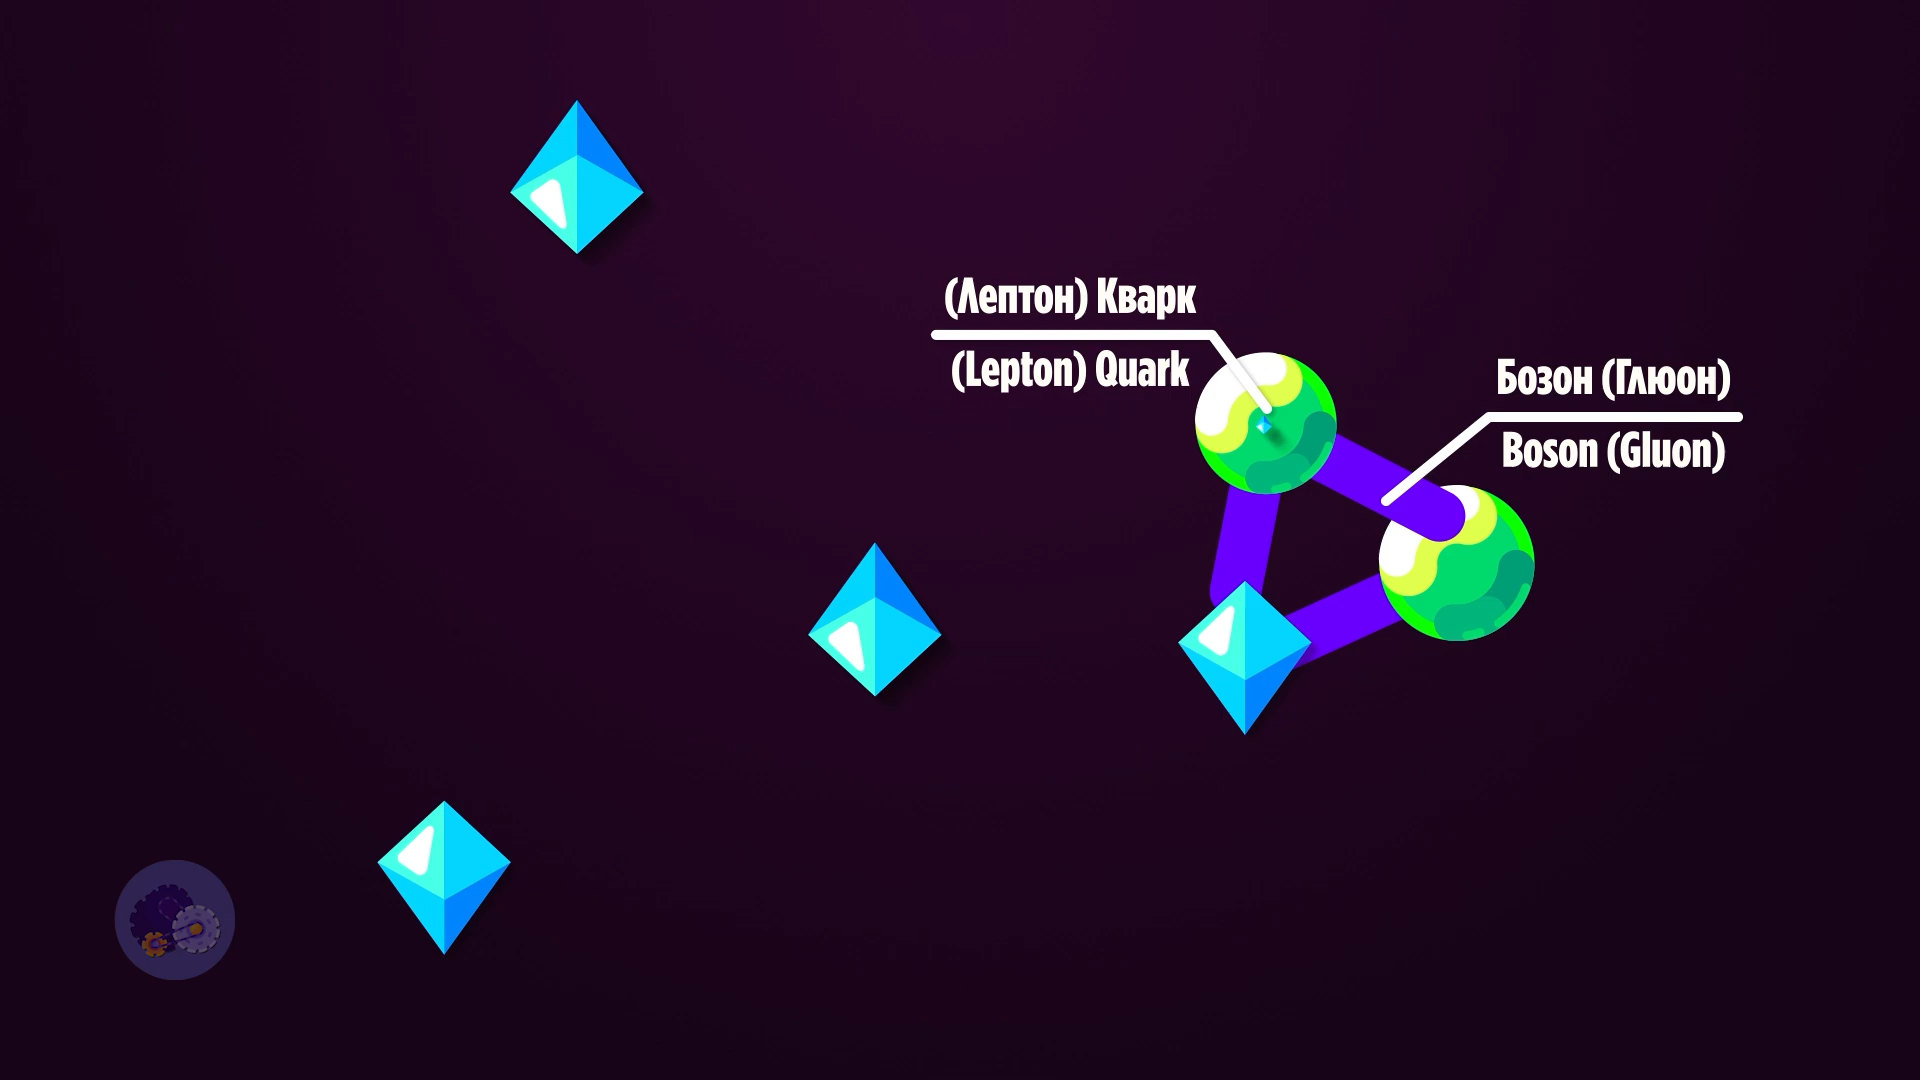 (Лептон) Кварк
(Lepton) Quark
Бозон (Глюон)
Boson (Gluon)